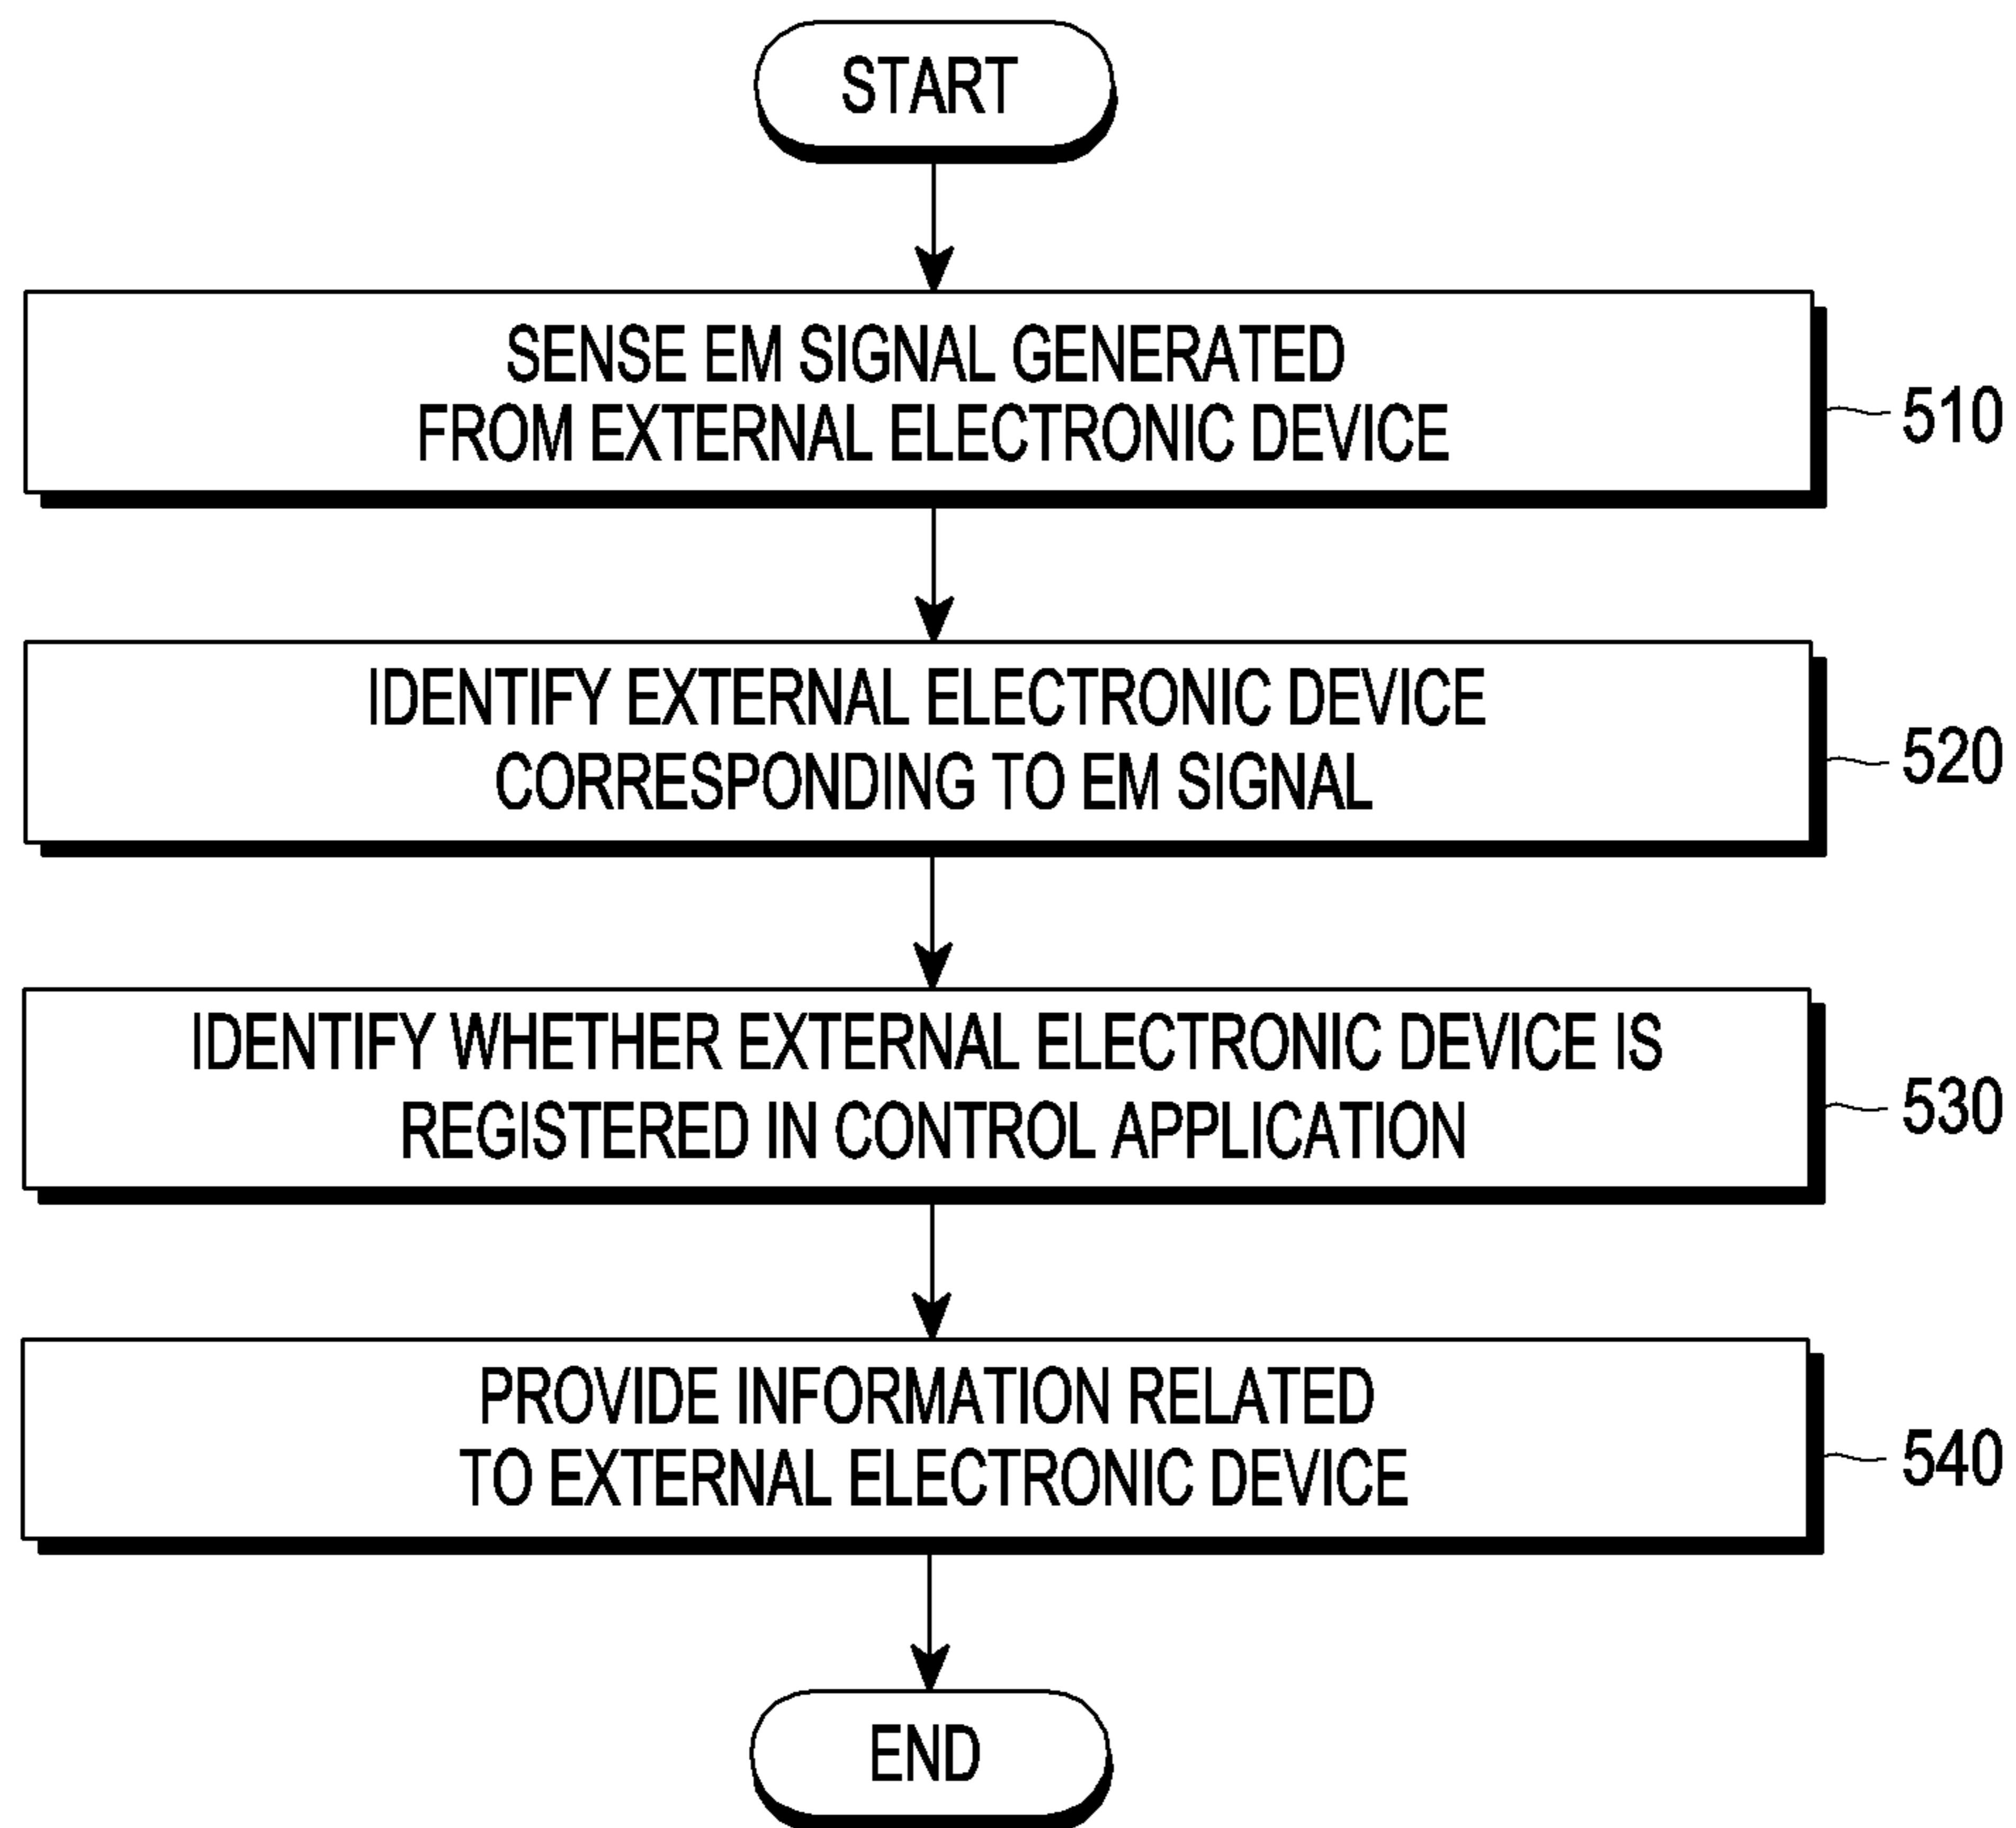 START
SENSE EM SIGNAL GENERATED
FROM EXTERNAL ELECTRONIC DEVICE
510
IDENTIFY EXTERNAL ELECTRONIC DEVICE
CORRESPONDING TO EM SIGNAL
520
IDENTIFY WHETHER EXTERNAL ELECTRONIC DEVICE IS
REGISTERED IN CONTROL APPLICATION
530
PROVIDE INFORMATION RELATED
TO EXTERNAL ELECTRONIC DEVICE
540
END